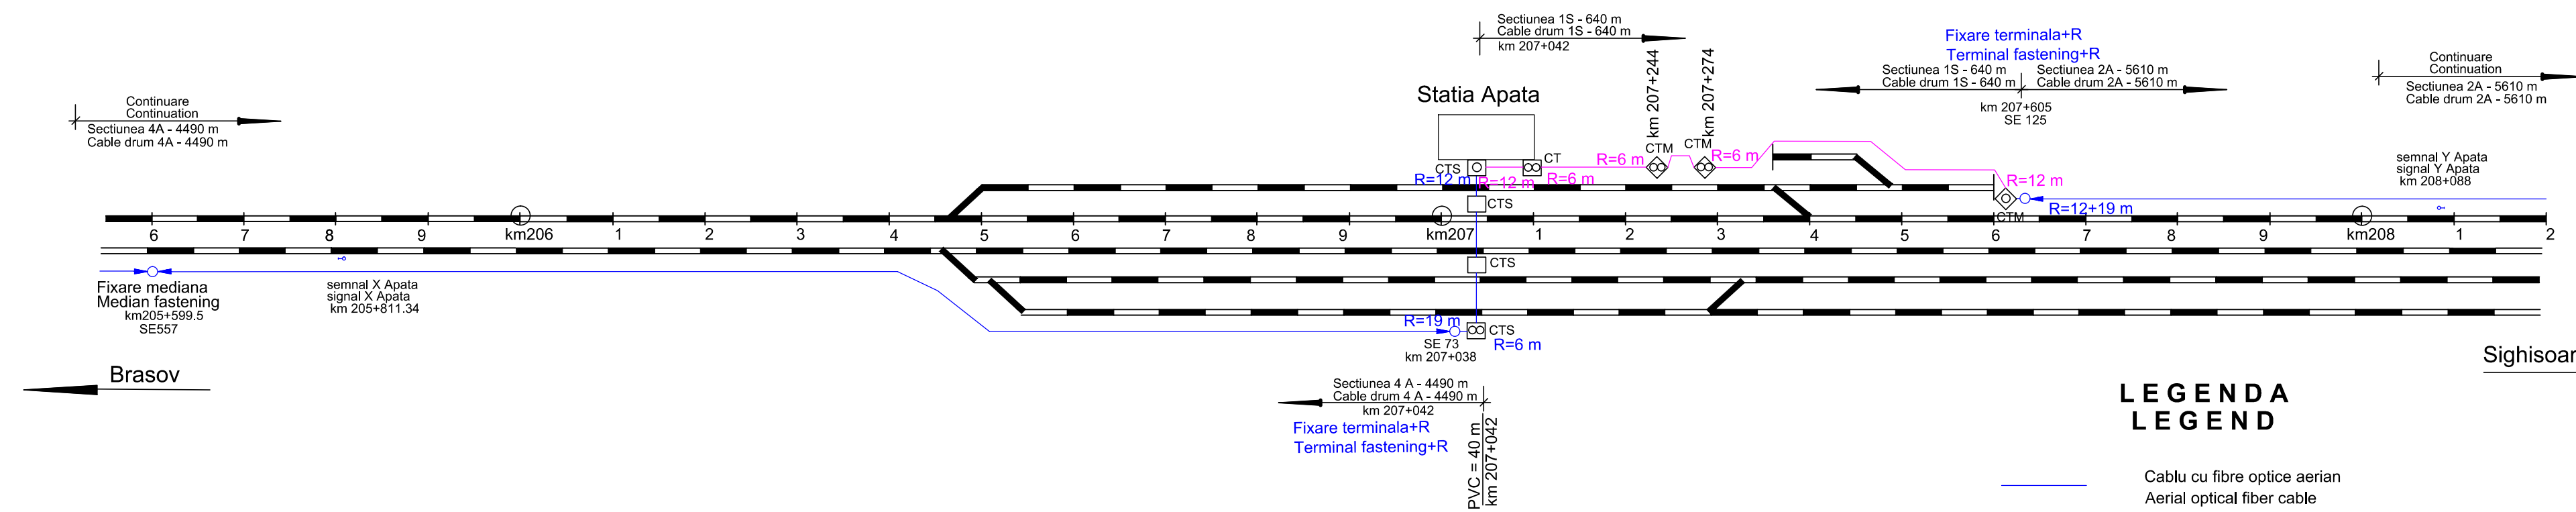 Sectiunea 1S - 640 m
Cable drum 1S - 640 m
km 207+042
Fixare terminala+R
Terminal fastening+R
Sectiunea 1S - 640 m
Cable drum 1S - 640 m
Sectiunea 2A - 5610 m
Cable drum 2A - 5610 m
km 207+605
SE 125
Continuare
Continuation
Sectiunea 2A - 5610 m
Cable drum 2A - 5610 m
Continuare
Continuation
Sectiunea 4A - 4490 m
Cable drum 4A - 4490 m
Statia Apata
km 207+244
km 207+274
CTM
CTM
CTS
CT
R=6 m
R=6 m
R=12 m
R=12 m
R=6 m
semnal Y Apata
signal Y Apata
km 208+088
R=12 m
CTM
R=12+19 m
CTS
6
7
8
9
km206
1
2
3
4
5
6
7
8
9
km207
1
2
3
4
5
6
7
8
9
km208
1
2
CTS
Fixare mediana
Median fastening
km205+599.5
SE557
semnal X Apata
signal X Apata
km 205+811.34
R=19 m
CTS
SE 73
km 207+038
R=6 m
Brasov
Sighisoar
Sectiunea 4 A - 4490 m
Cable drum 4 A - 4490 m
km 207+042
Fixare terminala+R
Terminal fastening+R
PVC = 40 m
km 207+042
LEGENDA
LEGEND
Cablu cu fibre optice aerian
Aerial optical fiber cable